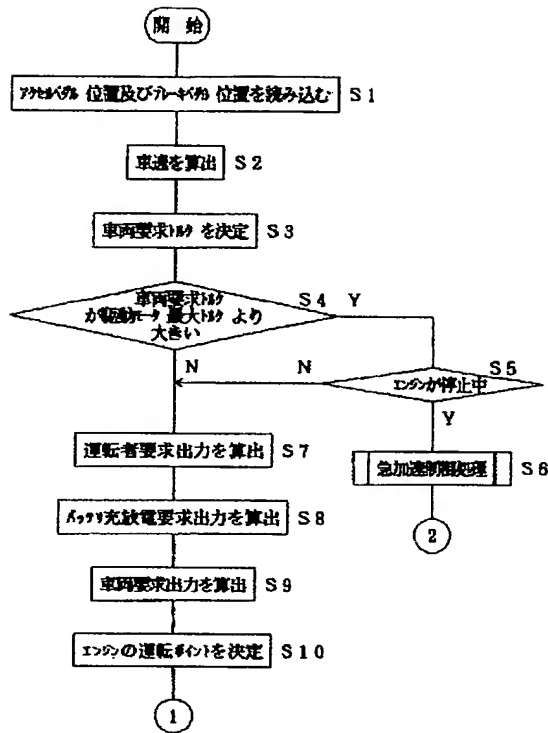 開 始
アクセルペダル 位置及びブレーキペダル 位置を読み込む S1
車速を算出 S2
車両要求トルク を決定 S3
S4 Y
車両要求トルク
が駆動モータ 最大トルク より
大きい
S5
N N エンジンが停止中
Y
運転者要求出力を算出 S7
急加速制御処理 S6
バッテリ充放電要求出力を算出 S8
2
車両要求出力を算出 S9
エンジンの運転ポイントを決定 S10
1